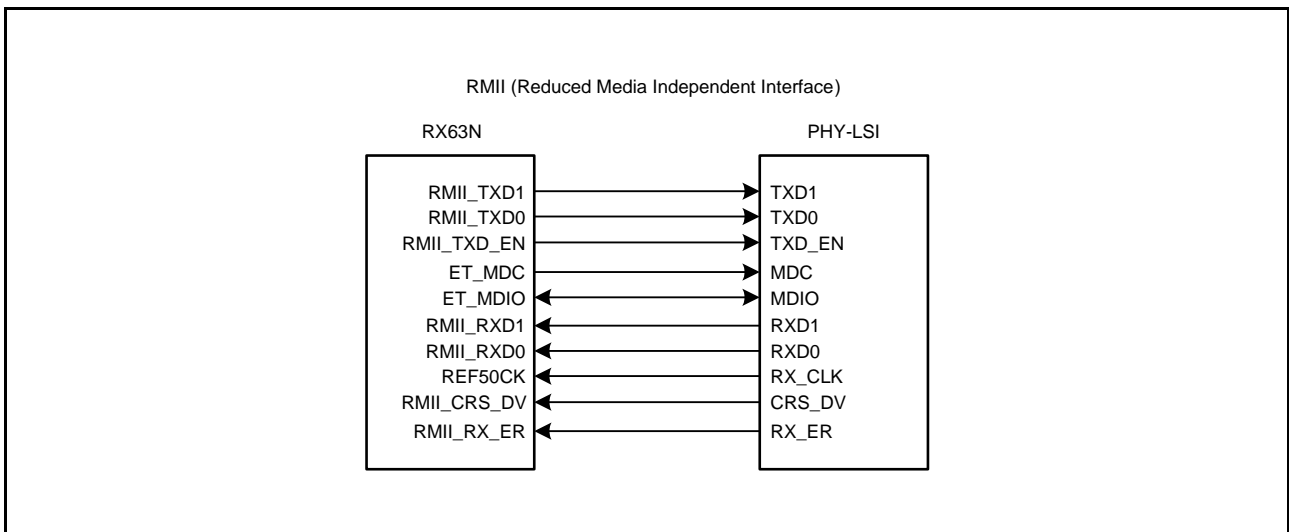 RMII (Reduced Media Independent Interface)
RX63N PHY-LSI
RMII_TXD1 TXD1
RMII_TXD0 TXD0
RMII_TXD_EN TXD_EN
ET_MDC MDC
ET_MDIO MDIO
RMII_RXD1 RXD1
RMII_RXD0 RXD0
REF50CK RX_CLK
RMII_CRS_DV CRS_DV
RMII_RX_ER RX_ER